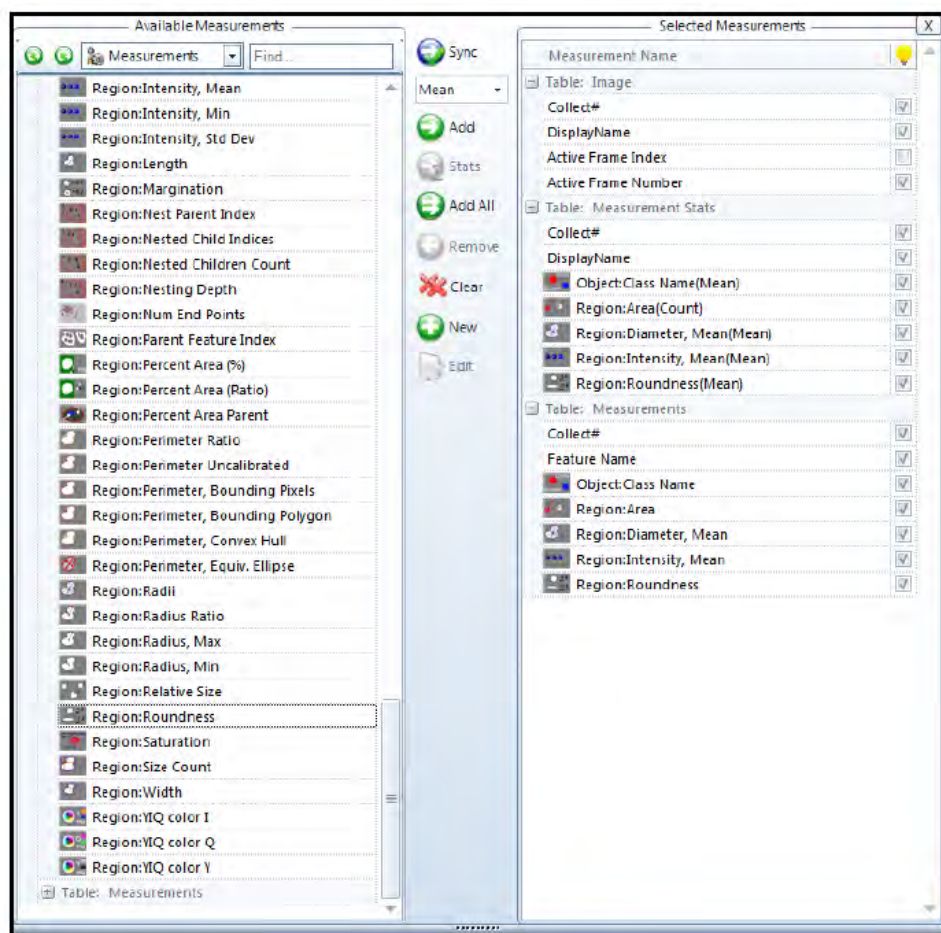 Available Measurements
Measurements
Find...
Region:Intensity, Mean
Region:Intensity, Min
Region:Intensity, Std Dev
Region:Length
Region:Margination
Region:Nest Parent Index
Region:Nested Child Indices
Region:Nested Children Count
Region:Nesting Depth
Region:Num End Points
Region:Parent Feature Index
Region:Percent Area (%)
Region:Percent Area (Ratio)
Region:Percent Area Parent
Region:Perimeter Ratio
Region:Perimeter Uncalibrated
Region:Perimeter, Bounding Pixels
Region:Perimeter, Bounding Polygon
Region:Perimeter, Convex Hull
Region:Perimeter, Equiv. Ellipse
Region:Radii
Region:Radius Ratio
Region:Radius, Max
Region:Radius, Min
Region:Relative Size
Region:Roundness
Region:Saturation
Region:Size Count
Region:Width
Region:YIQ color I
Region:YIQ color Q
Region:YIQ color Y
Table: Measurements
Sync
Mean
Add
Stats
Add All
Remove
Clear
New
Edit
Selected Measurements
X
Measurement Name
Table: Image
Collect#
DisplayName
Active Frame Index
Active Frame Number
Table: Measurement Stats
Collect#
DisplayName
Object:Class Name(Mean)
Region:Area(Count)
Region:Diameter, Mean(Mean)
Region:Intensity, Mean(Mean)
Region:Roundness(Mean)
Table: Measurements
Collect#
Feature Name
Object:Class Name
Region:Area
Region:Diameter, Mean
Region:Intensity, Mean
Region:Roundness